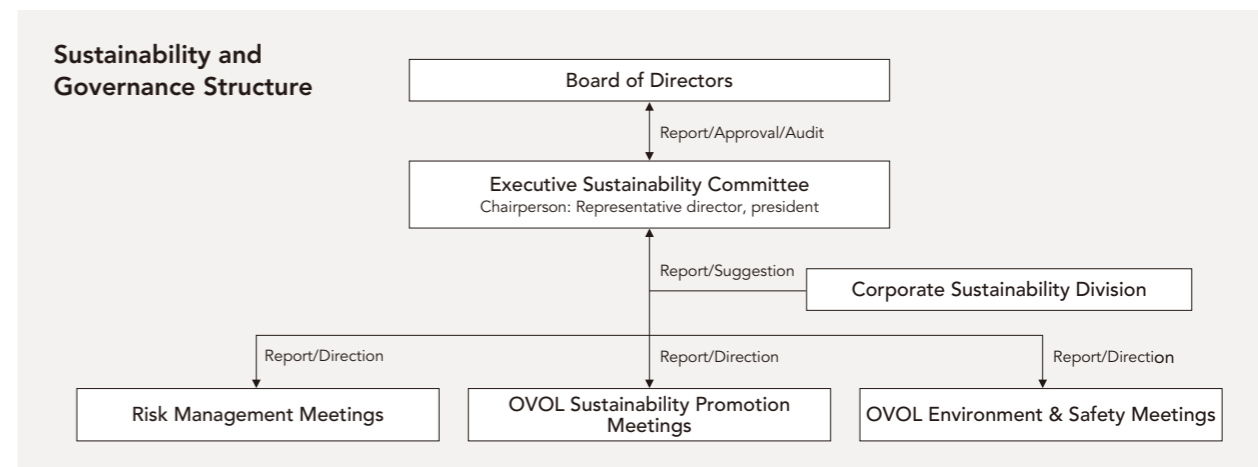 Sustainability and
Governance Structure
Board of Directors
Report/Approval/Audit
Executive Sustainability Committee
Chairperson: Representative director, president
Report/Suggestion
Corporate Sustainability Division
Report/Direction
Report/Direction
Report/Direction
Risk Management Meetings
OVOL Sustainability Promotion
Meetings
OVOL Environment & Safety Meetings